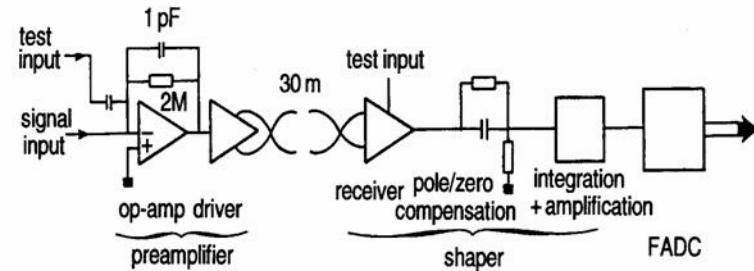 1 pF
test
input
2M
signal
input
−
+
30 m
test input
op-amp driver
preamplifier
receiver
pole/zero
compensation
integration
+ amplification
shaper
FADC